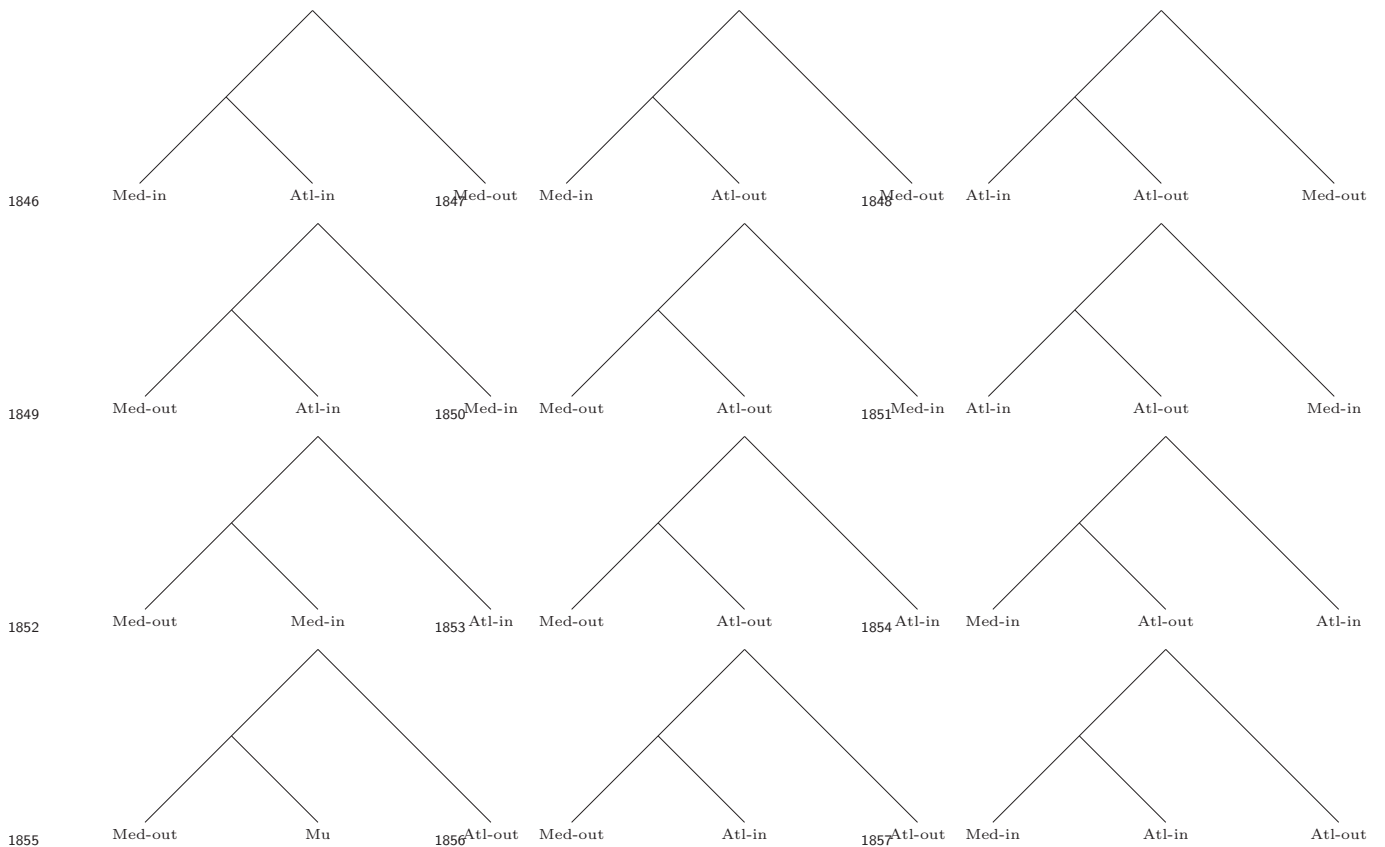 Med-in Atl-in Med-out Med-in Atl-out Med-out Atl-in Atl-out Med-out
1846 1847 1848
Med-out Atl-in Med-in Med-out Atl-out Med-in Atl-in Atl-out Med-in
1849 1850 1851
Med-out Med-in Atl-in Med-out Atl-out Atl-in Med-in Atl-out Atl-in
1852 1853 1854
Med-out Mu Atl-out Med-out Atl-in Atl-out Med-in Atl-in Atl-out
1855 1856 1857